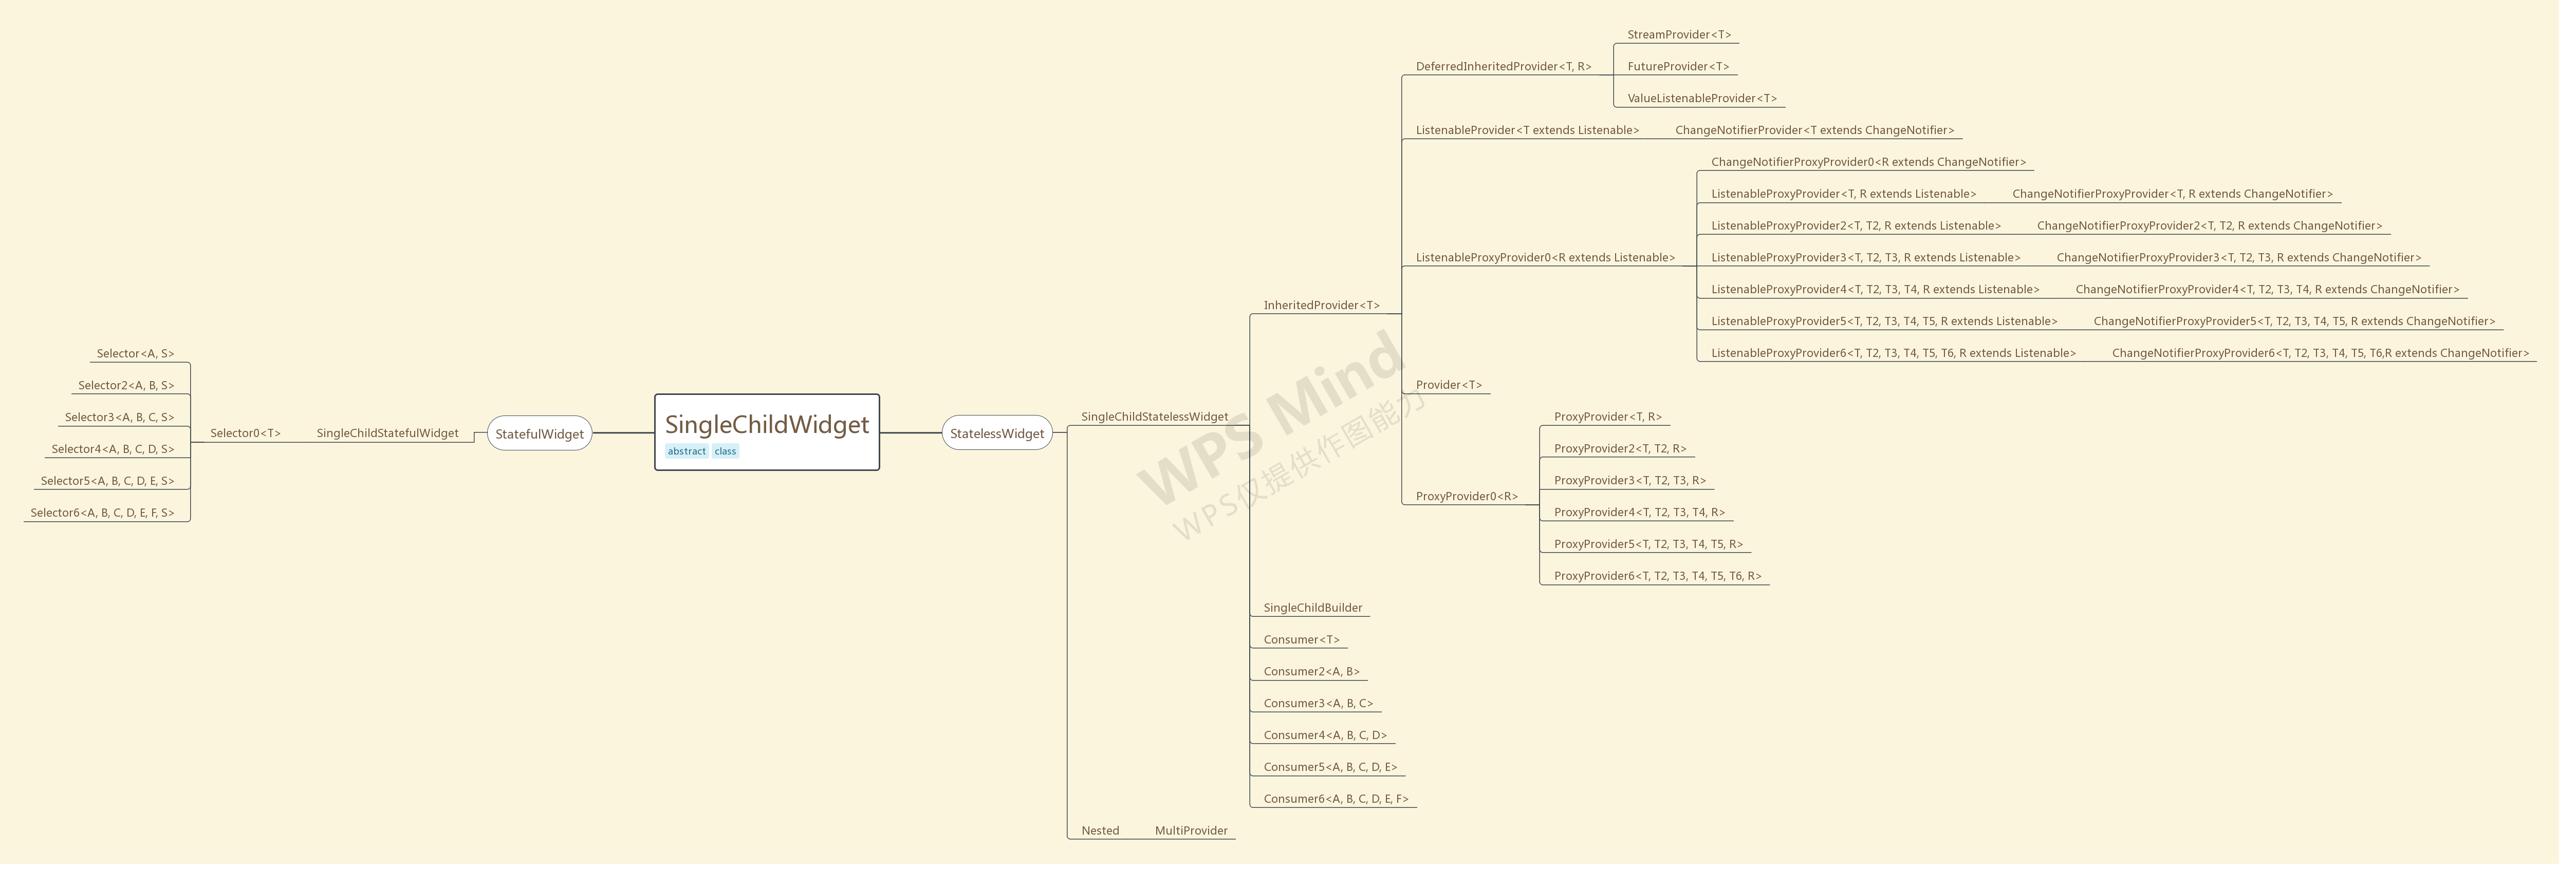 StreamProvider<T>
DeferredInheritedProvider<T, R>
FutureProvider<T>
ValueListenableProvider<T>
ListenableProvider<T extends Listenable>
ChangeNotifierProvider<T extends ChangeNotifier>
ChangeNotifierProxyProvider0<R extends ChangeNotifier>
ListenableProxyProvider<T, R extends Listenable>
ChangeNotifierProxyProvider<T, R extends ChangeNotifier>
ListenableProxyProvider2<T, T2, R extends Listenable>
ChangeNotifierProxyProvider2<T, T2, R extends ChangeNotifier>
ListenableProxyProvider0<R extends Listenable>
ListenableProxyProvider3<T, T2, T3, R extends Listenable>
ChangeNotifierProxyProvider3<T, T2, T3, R extends ChangeNotifier>
ListenableProxyProvider4<T, T2, T3, T4, R extends Listenable>
ChangeNotifierProxyProvider4<T, T2, T3, T4, R extends ChangeNotifier>
InheritedProvider<T>
ListenableProxyProvider5<T, T2, T3, T4, T5, R extends Listenable>
ChangeNotifierProxyProvider5<T, T2, T3, T4, T5, R extends ChangeNotifier>
ListenableProxyProvider6<T, T2, T3, T4, T5, T6, R extends Listenable>
ChangeNotifierProxyProvider6<T, T2, T3, T4, T5, T6,R extends ChangeNotifier>
Selector<A, S>
Selector2<A, B, S>
Selector3<A, B, C, S>
Selector4<A, B, C, D, S>
Selector5<A, B, C, D, E, S>
Selector6<A, B, C, D, E, F, S>
Selector0<T>
SingleChildStatefulWidget
StatefulWidget
SingleChildWidget
abstract
class
StatelessWidget
SingleChildStatelessWidget
Provider<T>
ProxyProvider0<R>
ProxyProvider<T, R>
ProxyProvider2<T, T2, R>
ProxyProvider3<T, T2, T3, R>
ProxyProvider4<T, T2, T3, T4, R>
ProxyProvider5<T, T2, T3, T4, T5, R>
ProxyProvider6<T, T2, T3, T4, T5, T6, R>
SingleChildBuilder
Consumer<T>
Consumer2<A, B>
Consumer3<A, B, C>
Consumer4<A, B, C, D>
Consumer5<A, B, C, D, E>
Consumer6<A, B, C, D, E, F>
Nested
MultiProvider
WPS Mind
WPS仅提供作图能力